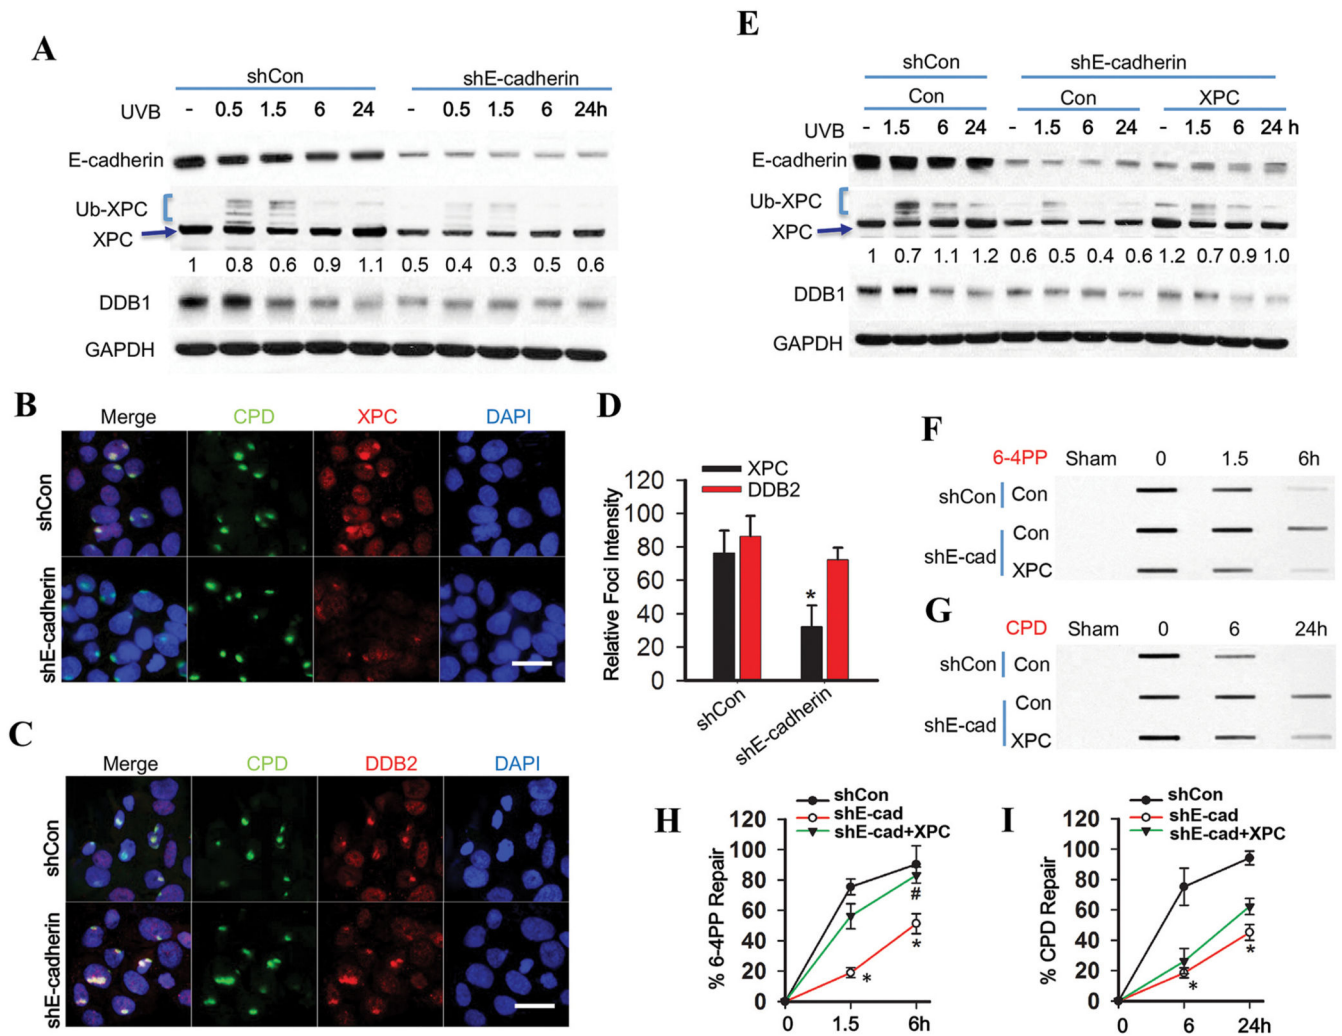 A
shCon shE-cadherin
UVB - 0.5 1.5 6 24 - 0.5 1.5 6 24h
E-cadherin
Ub-XPC
XPC
1 0.8 0.6 0.9 1.1 0.5 0.4 0.3 0.5 0.6
DDB1
GAPDH
B
Merge CPD XPC DAPI
shCon
shE-cadherin
C
Merge CPD DDB2 DAPI
shCon
shE-cadherin
D
XPC
DDB2
Relative Foci Intensity
120
100
80
60
40
20
0
*
shCon shE-cadherin
E
shCon shE-cadherin
Con Con XPC
UVB - 1.5 6 24 - 1.5 6 24 - 1.5 6 24 h
E-cadherin
Ub-XPC
XPC
1 0.7 1.1 1.2 0.6 0.5 0.4 0.6 1.2 0.7 0.9 1.0
DDB1
GAPDH
F
6-4PP Sham 0 1.5 6h
shCon Con
shE-cad Con
XPC
G
CPD Sham 0 6 24h
shCon Con
shE-cad Con
XPC
H
shCon
shE-cad
shE-cad+XPC
% 6-4PP Repair
120
100
80
60
40
20
0
*
#
*
0 1.5 6h
I
shCon
shE-cad
shE-cad+XPC
% CPD Repair
120
100
80
60
40
20
0
*
*
0 6 24h